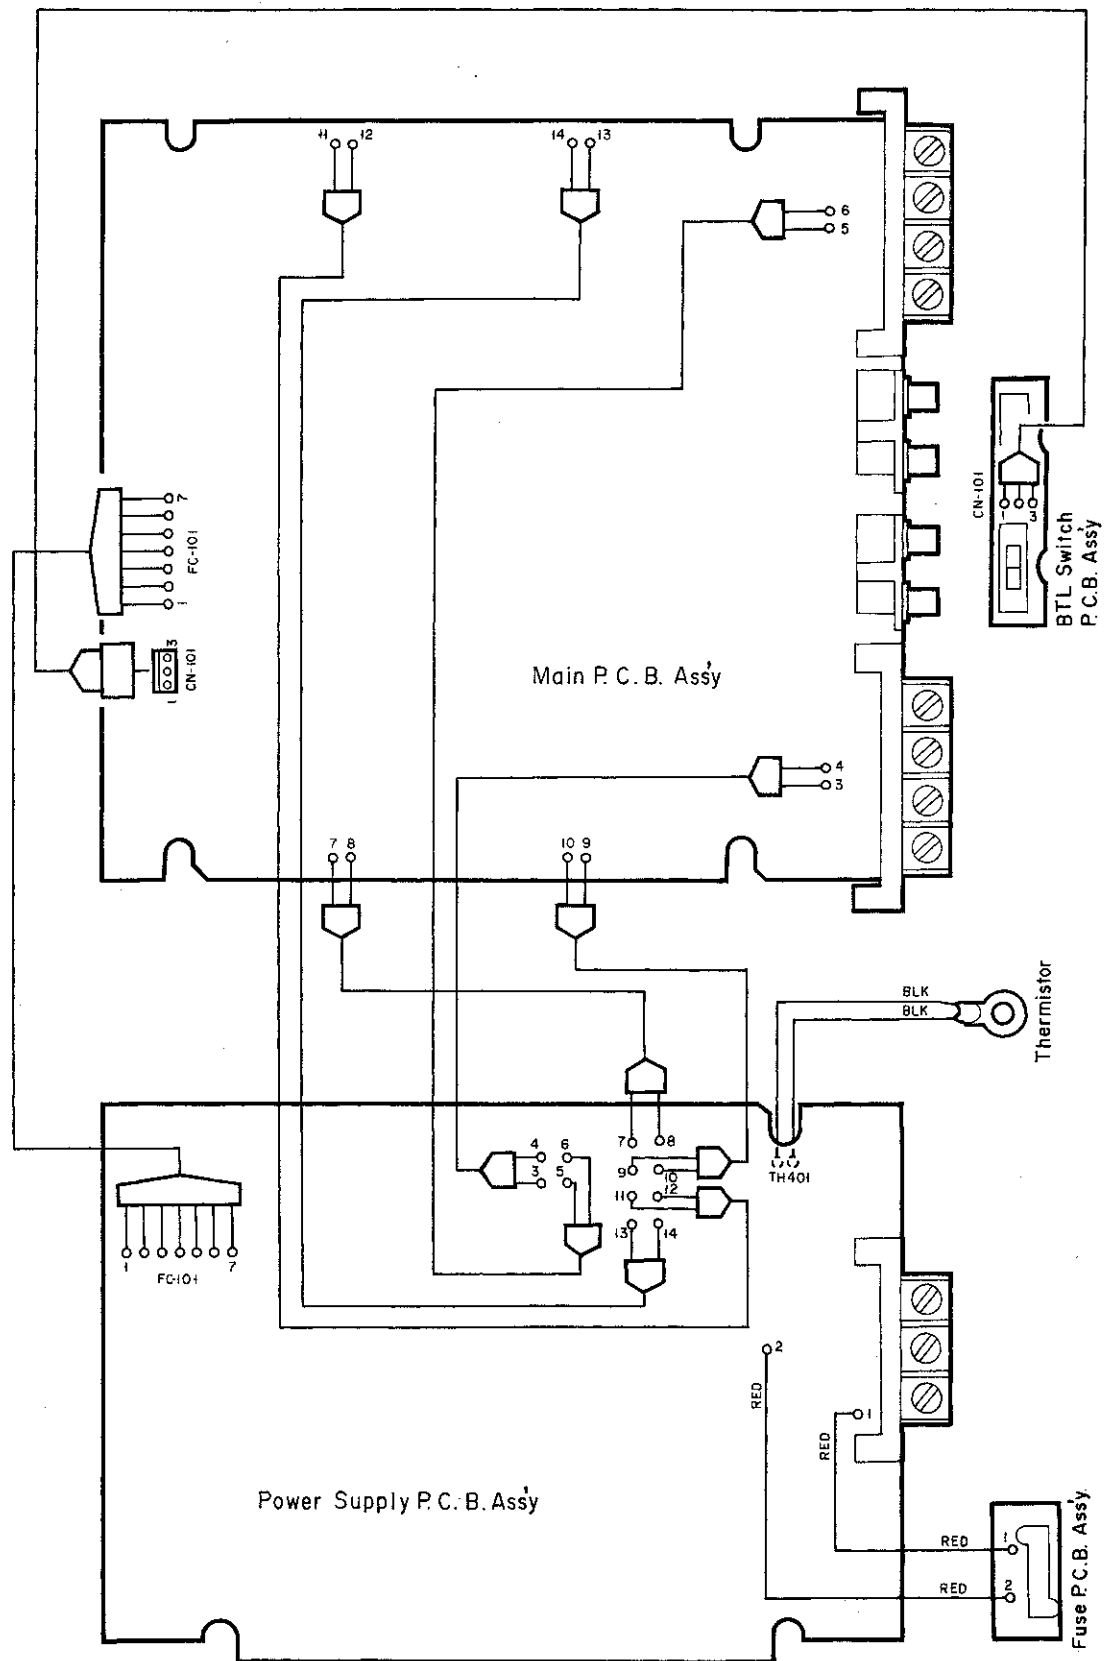 11 12
14 13
6
5
7
FC-101
1
CN-101
1 3
BTL Switch
P.C.B. Ass'y
13
CN-101
1
Main P.C.B. Ass'y
4
3
7 8
10 9
BLK
BLK
Thermistor
4 6
3 5
7 8
9 10
11 12
13 14
TH401
1 7
FC-101
2
RED
1
RED
Power Supply P.C.B. Ass'y
RED
1
RED
2
Fuse P.C.B. Ass'y